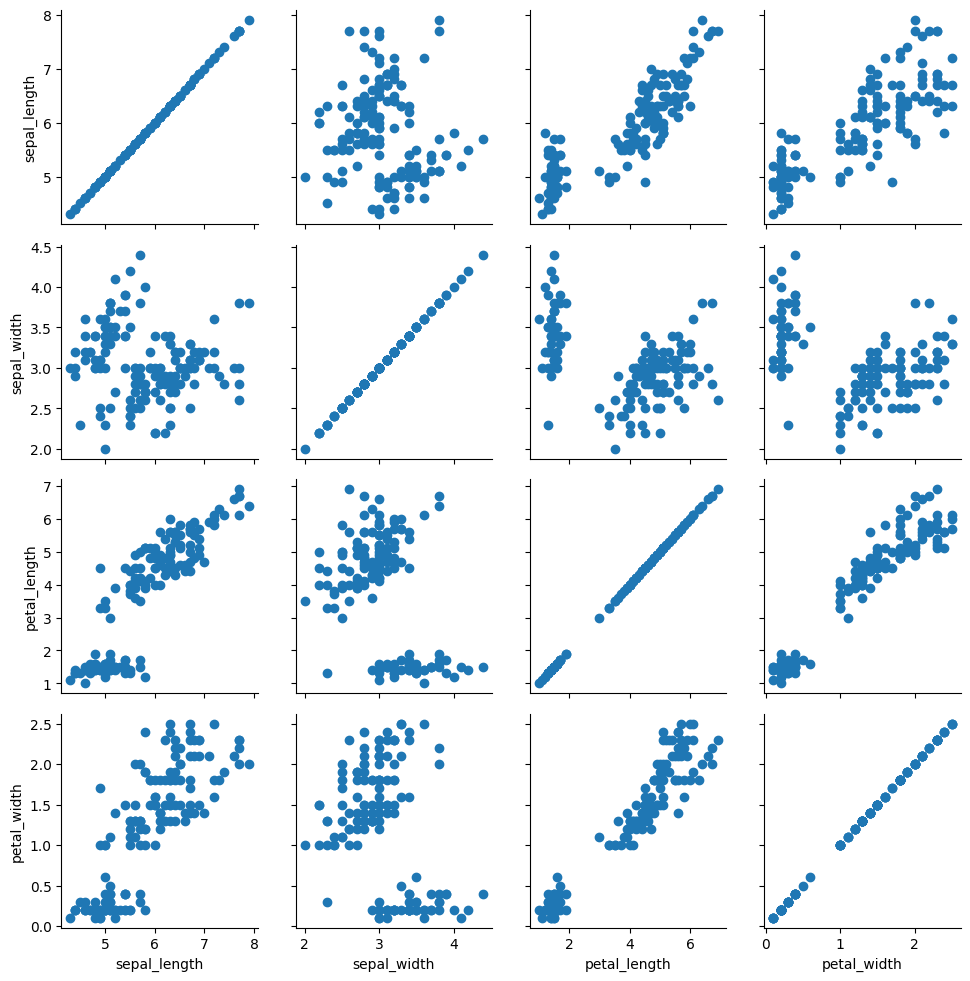 8
7
6
5
sepal_length
4.5
4.0
3.5
3.0
2.5
2.0
sepal_width
7
6
5
4
3
2
1
petal_length
2.5
2.0
1.5
1.0
0.5
0.0
petal_width
5 6 7 8
2 3 4
2 4 6
0 1 2
sepal_length sepal_width petal_length petal_width